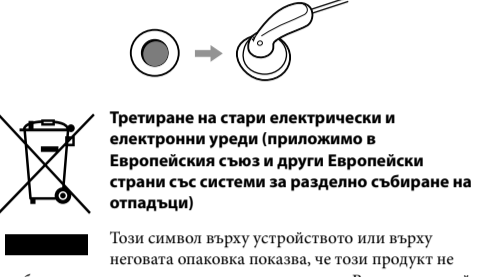 Третиране на стари електрически и
електронни уреди (приложимо в
Европейския съюз и други Европейски
страни със системи за разделно събиране на
отпадъци)
Този символ върху устройството или върху
неговата опаковка показва, че този продукт не